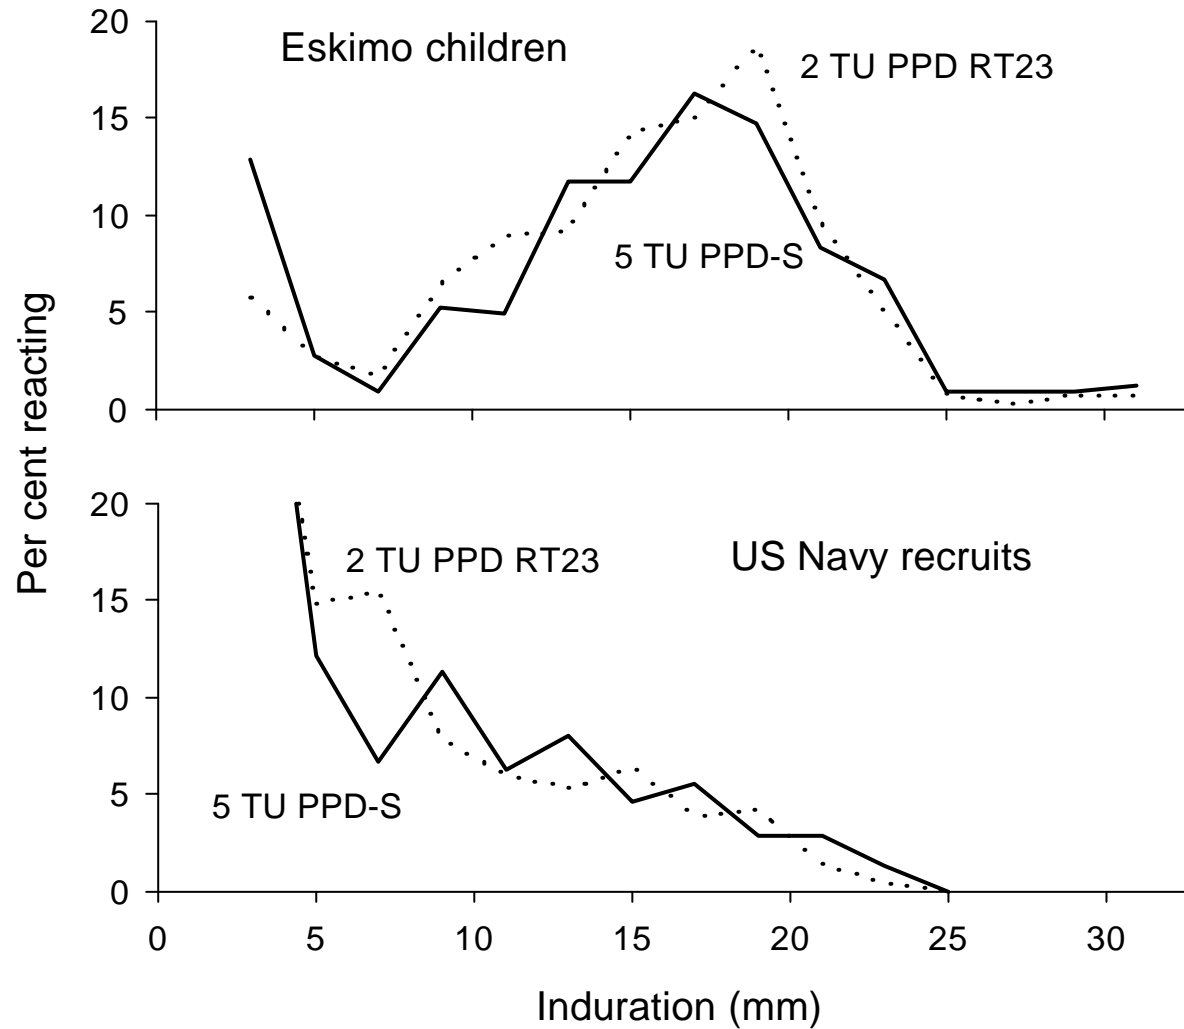 20
Eskimo children
2 TU PPD RT23
15
10
5 TU PPD-S
5
0
Per cent reacting
20
2 TU PPD RT23
US Navy recruits
15
10
5
5 TU PPD-S
0
0 5 10 15 20 25 30
Induration (mm)